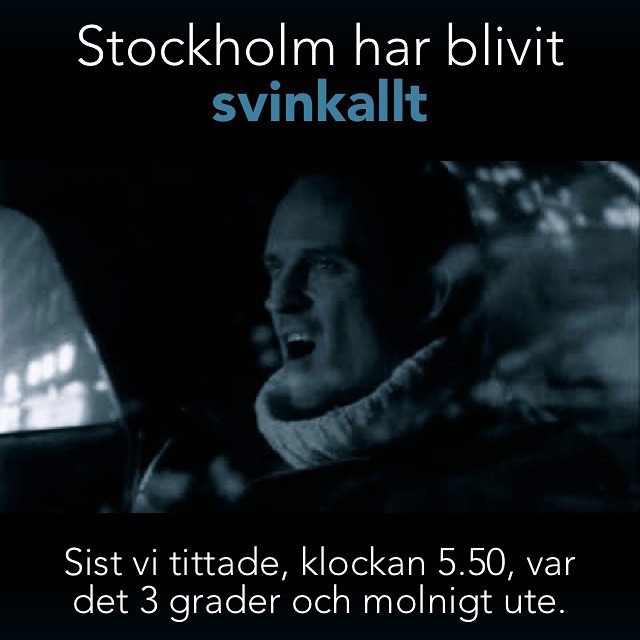 Stockholm har blivit
svinkallt
Sist vi tittade, klockan 5.50, var
det 3 grader och molnigt ute.